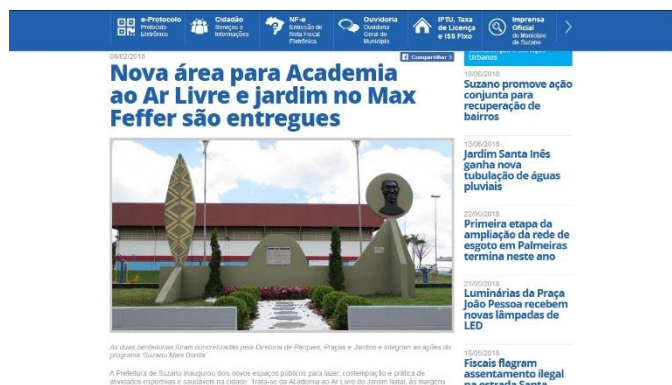 e-Protocolo
Protocolo
Eletrônico
Cidadão
Serviços e
Informações
NF-e
Emissão de
Nota Fiscal
Eletrônica
Ouvidoria
Ouvidoria
Geral do
Município
IPTU, Taxa
de Licença
e ISS Fixo
Imprensa
Oficial
do Município
de Suzano
08/02/2018
Compartilhar 3
Nova área para Academia
ao Ar Livre e jardim no Max
Feffer são entregues
As duas benfeitorias foram concretizadas pela Diretoria de Parques, Praças e Jardins e integram as ações do
programa 'Suzano Mais Bonita'
A Prefeitura de Suzano inaugurou dois novos espaços públicos para lazer, contemplação e prática de
atividades esportivas e saudáveis na cidade. Trata-se da Academia ao Ar Livre do Jardim Natal, às margens
Urbanos
19/06/2018
Suzano promove ação
conjunta para
recuperação de
bairros
13/06/2018
Jardim Santa Inês
ganha nova
tubulação de águas
pluviais
22/05/2018
Primeira etapa da
ampliação da rede de
esgoto em Palmeiras
termina neste ano
21/05/2018
Luminárias da Praça
João Pessoa recebem
novas lâmpadas de
LED
18/05/2018
Fiscais flagram
assentamento ilegal
na estrada Santa